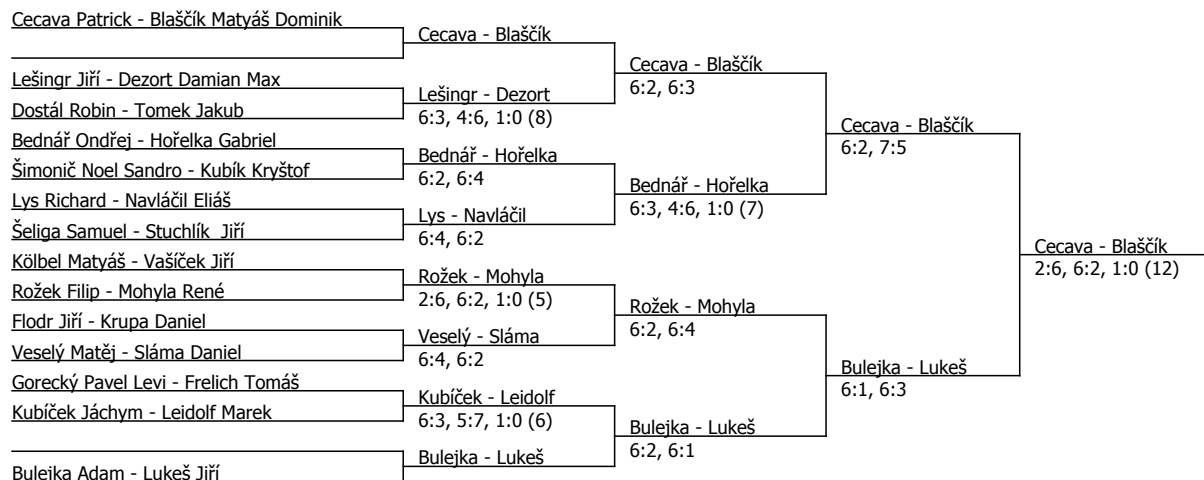 Cecava Patrick - Blaščík Matyáš Dominik
Lešingr Jiří - Dezort Damian Max
Dostál Robin - Tomek Jakub
Bednář Ondřej - Hořelka Gabriel
Šimonič Noel Sandro - Kubík Kryštof
Lys Richard - Navláčil Eliáš
Šeliga Samuel - Stuchlík Jiří
Kölbel Matyáš - Vašíček Jiří
Rožek Filip - Mohyla René
Flodr Jiří - Krupa Daniel
Veselý Matěj - Sláma Daniel
Gorecký Pavel Levi - Frelich Tomáš
Kubíček Jáchym - Leidolf Marek
Bulejka Adam - Lukeš Jiří
Cecava - Blaščík
Lešingr - Dezort
6:3, 4:6, 1:0 (8)
Bednář - Hořelka
6:2, 6:4
Lys - Navláčil
6:4, 6:2
Rožek - Mohyla
2:6, 6:2, 1:0 (5)
Veselý - Sláma
6:4, 6:2
Kubíček - Leidolf
6:3, 5:7, 1:0 (6)
Bulejka - Lukeš
Cecava - Blaščík
6:2, 6:3
Bednář - Hořelka
6:3, 4:6, 1:0 (7)
Rožek - Mohyla
6:2, 6:4
Bulejka - Lukeš
6:2, 6:1
Cecava - Blaščík
6:2, 7:5
Bulejka - Lukeš
6:1, 6:3
Cecava - Blaščík
2:6, 6:2, 1:0 (12)